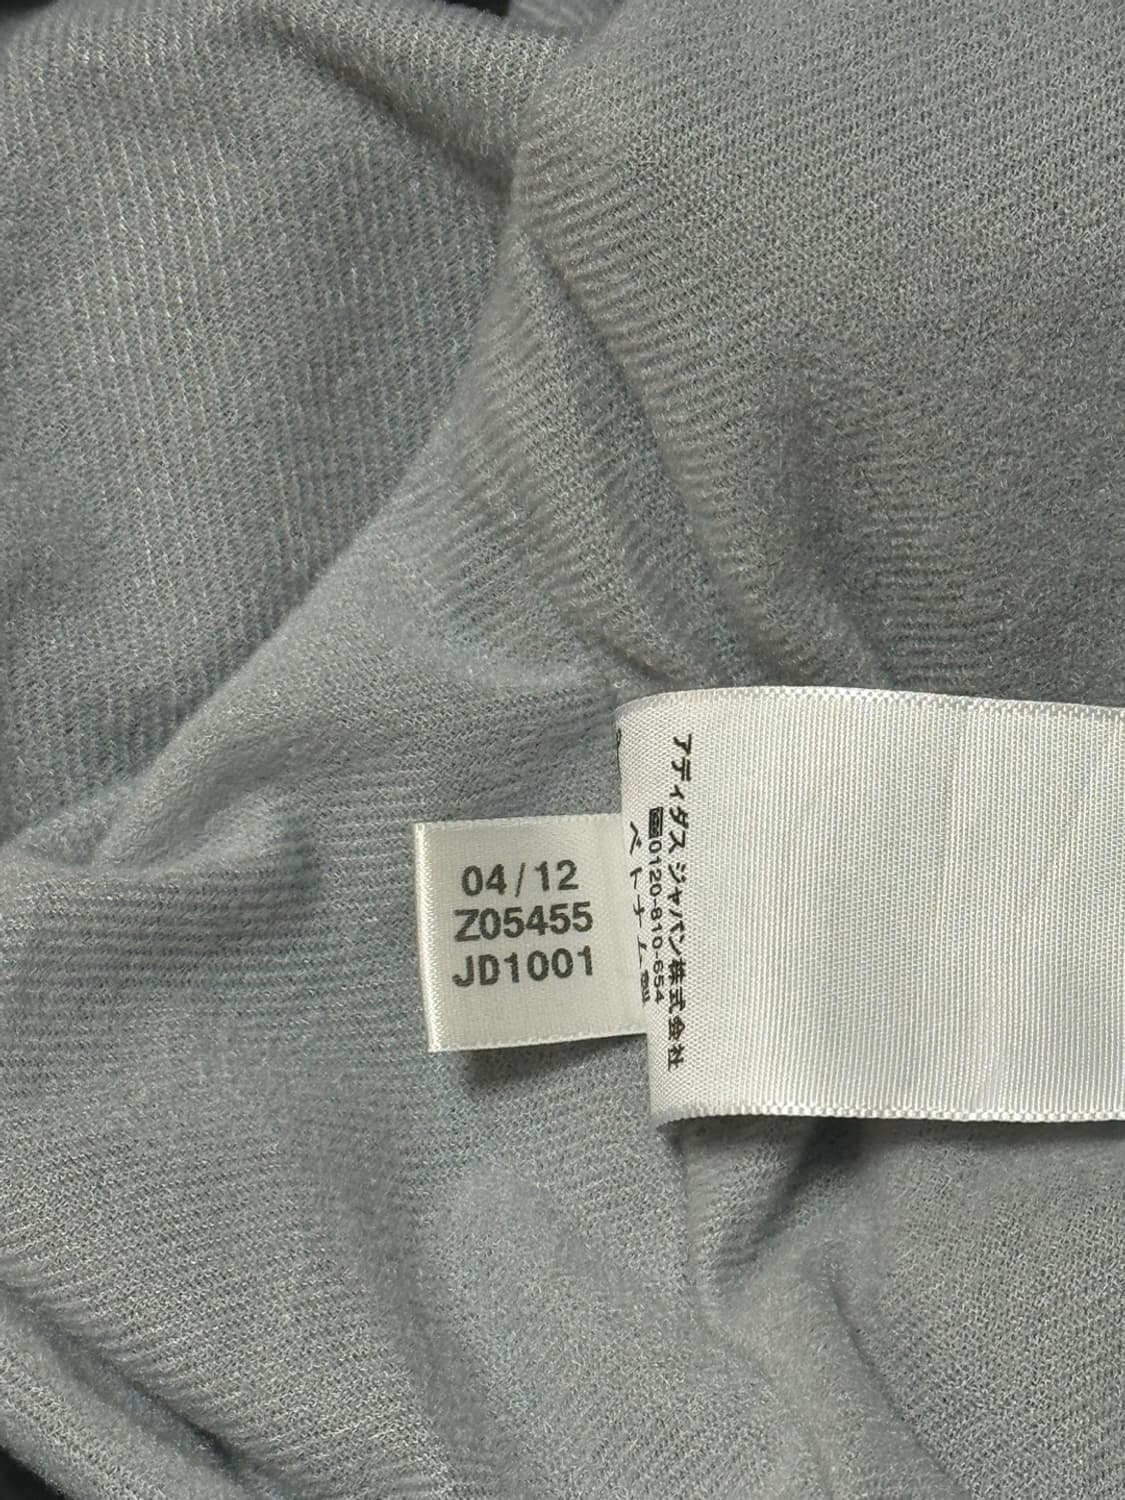 04/12
Z05455
JD1001
アディダス ジャパン株式会社
0120-810-654
ベトナム製